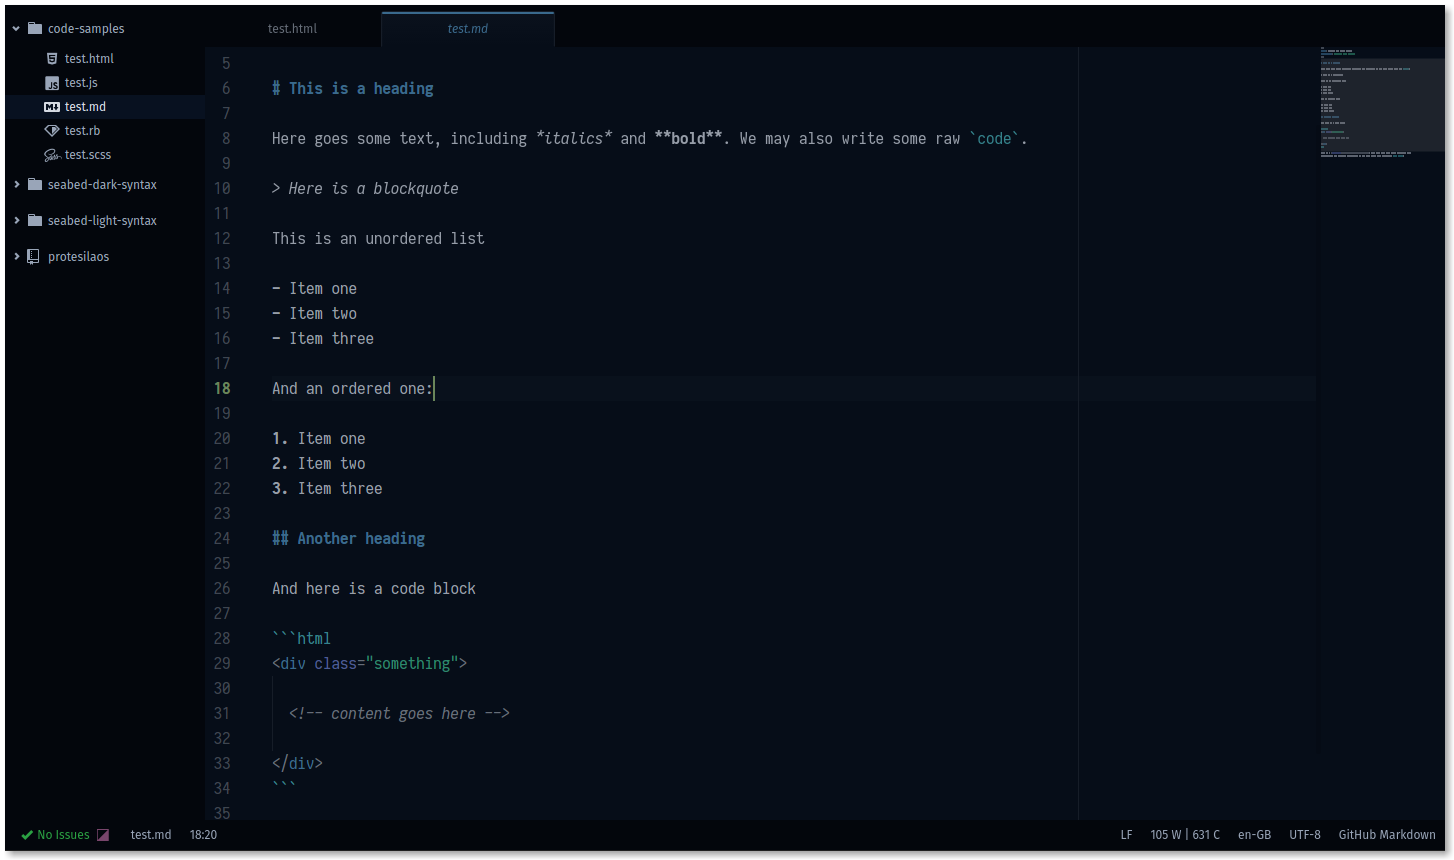 code-samples
test.html
test.js
test.md
test.rb
test.scss
seabed-dark-syntax
seabed-light-syntax
protesilaos
test.html
test.md
5
6 # This is a heading
7
8 Here goes some text, including *italics* and **bold**. We may also write some raw `code`.
9
10 > Here is a blockquote
11
12 This is an unordered list
13
14 - Item one
15 - Item two
16 - Item three
17
18 And an ordered one:
19
20 1. Item one
21 2. Item two
22 3. Item three
23
24 ## Another heading
25
26 And here is a code block
27
28 ```html
29 <div class="something">
30
31 <!-- content goes here -->
32
33 </div>
34 ```
35
No Issues test.md 18:20 LF 105 W | 631 C en-GB UTF-8 GitHub Markdown